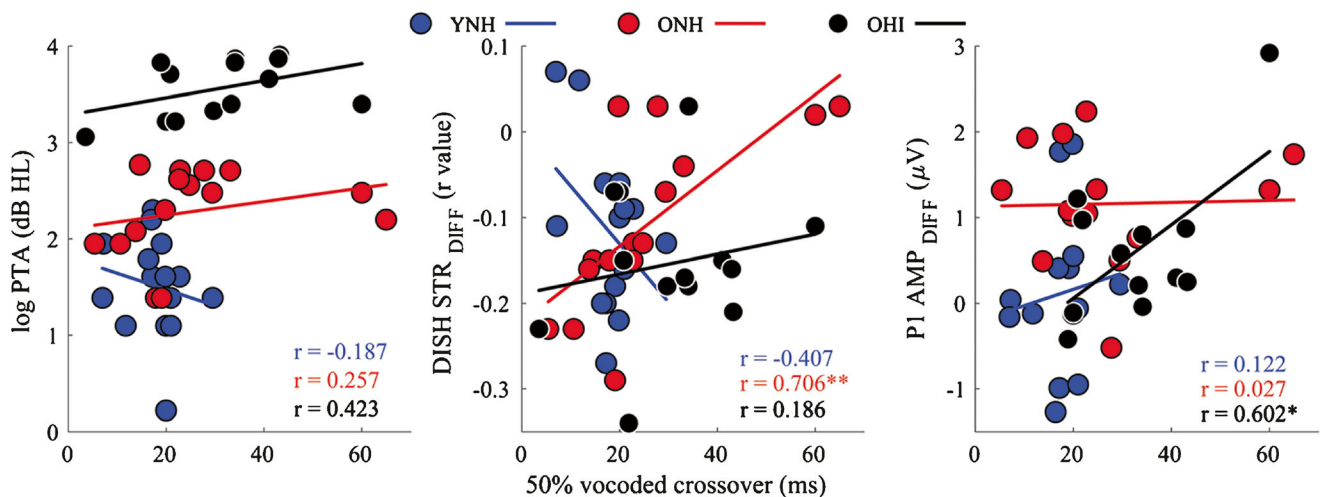 YNH ONH OHI
log PTA (dB HL)
4
3
2
1
0
0 20 40 60
r = -0.187
r = 0.257
r = 0.423
DISH STR DIFF (r value)
0.1
0
-0.1
-0.2
-0.3
0 20 40 60
r = -0.407
r = 0.706**
r = 0.186
50% vocoded crossover (ms)
P1 AMP DIFF (μV)
3
2
1
0
-1
0 20 40 60
r = 0.122
r = 0.027
r = 0.602*